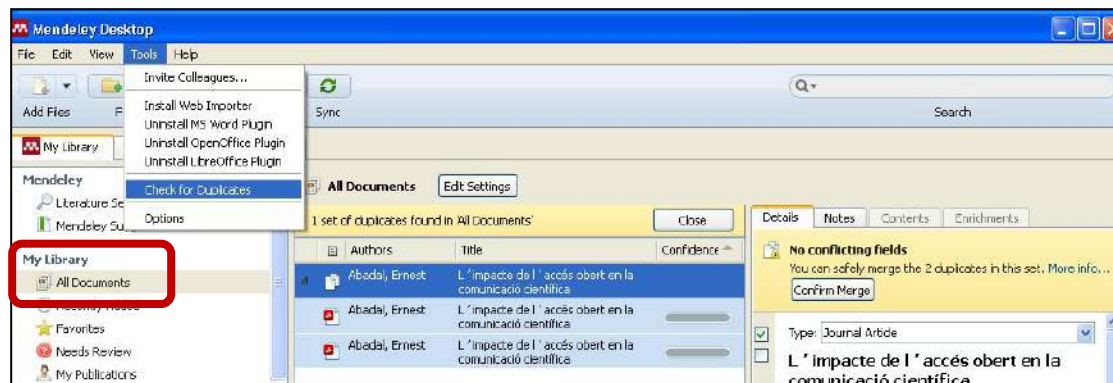 Mendeley Desktop
File Edit View Tools Help
Invite Colleagues...
Install Web Importer
Uninstall MS Word Plugin
Uninstall OpenOffice Plugin
Uninstall LibreOffice Plugin
Check for Duplicates
Options
Add Files
Sync
Search
My Library
Mendeley
Literature Se
Mendeley Su
My Library
All Documents
Favorites
Needs Review
My Publications
All Documents Edit Settings
1 set of duplicates found in 'All Documents' Close
Authors Title Confidence
Abadal, Ernest L´impacte de l´accés obert en la
comunicació científica
Abadal, Ernest L´impacte de l´accés obert en la
comunicació científica
Abadal, Ernest L´impacte de l´accés obert en la
comunicació científica
Details Notes Contents Enrichments
No conflicting fields
You can safely merge the 2 duplicates in this set. More info...
Confirm Merge
Type: Journal Article
L´impacte de l´accés obert en la
comunicació científica